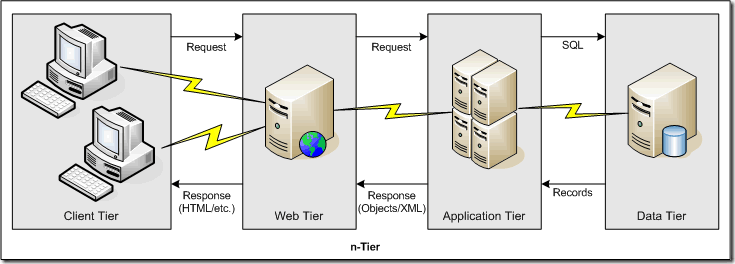 Request
Request
SQL
Response
(HTML/etc.)
Response
(Objects/XML)
Records
Client Tier
Web Tier
Application Tier
Data Tier
n-Tier